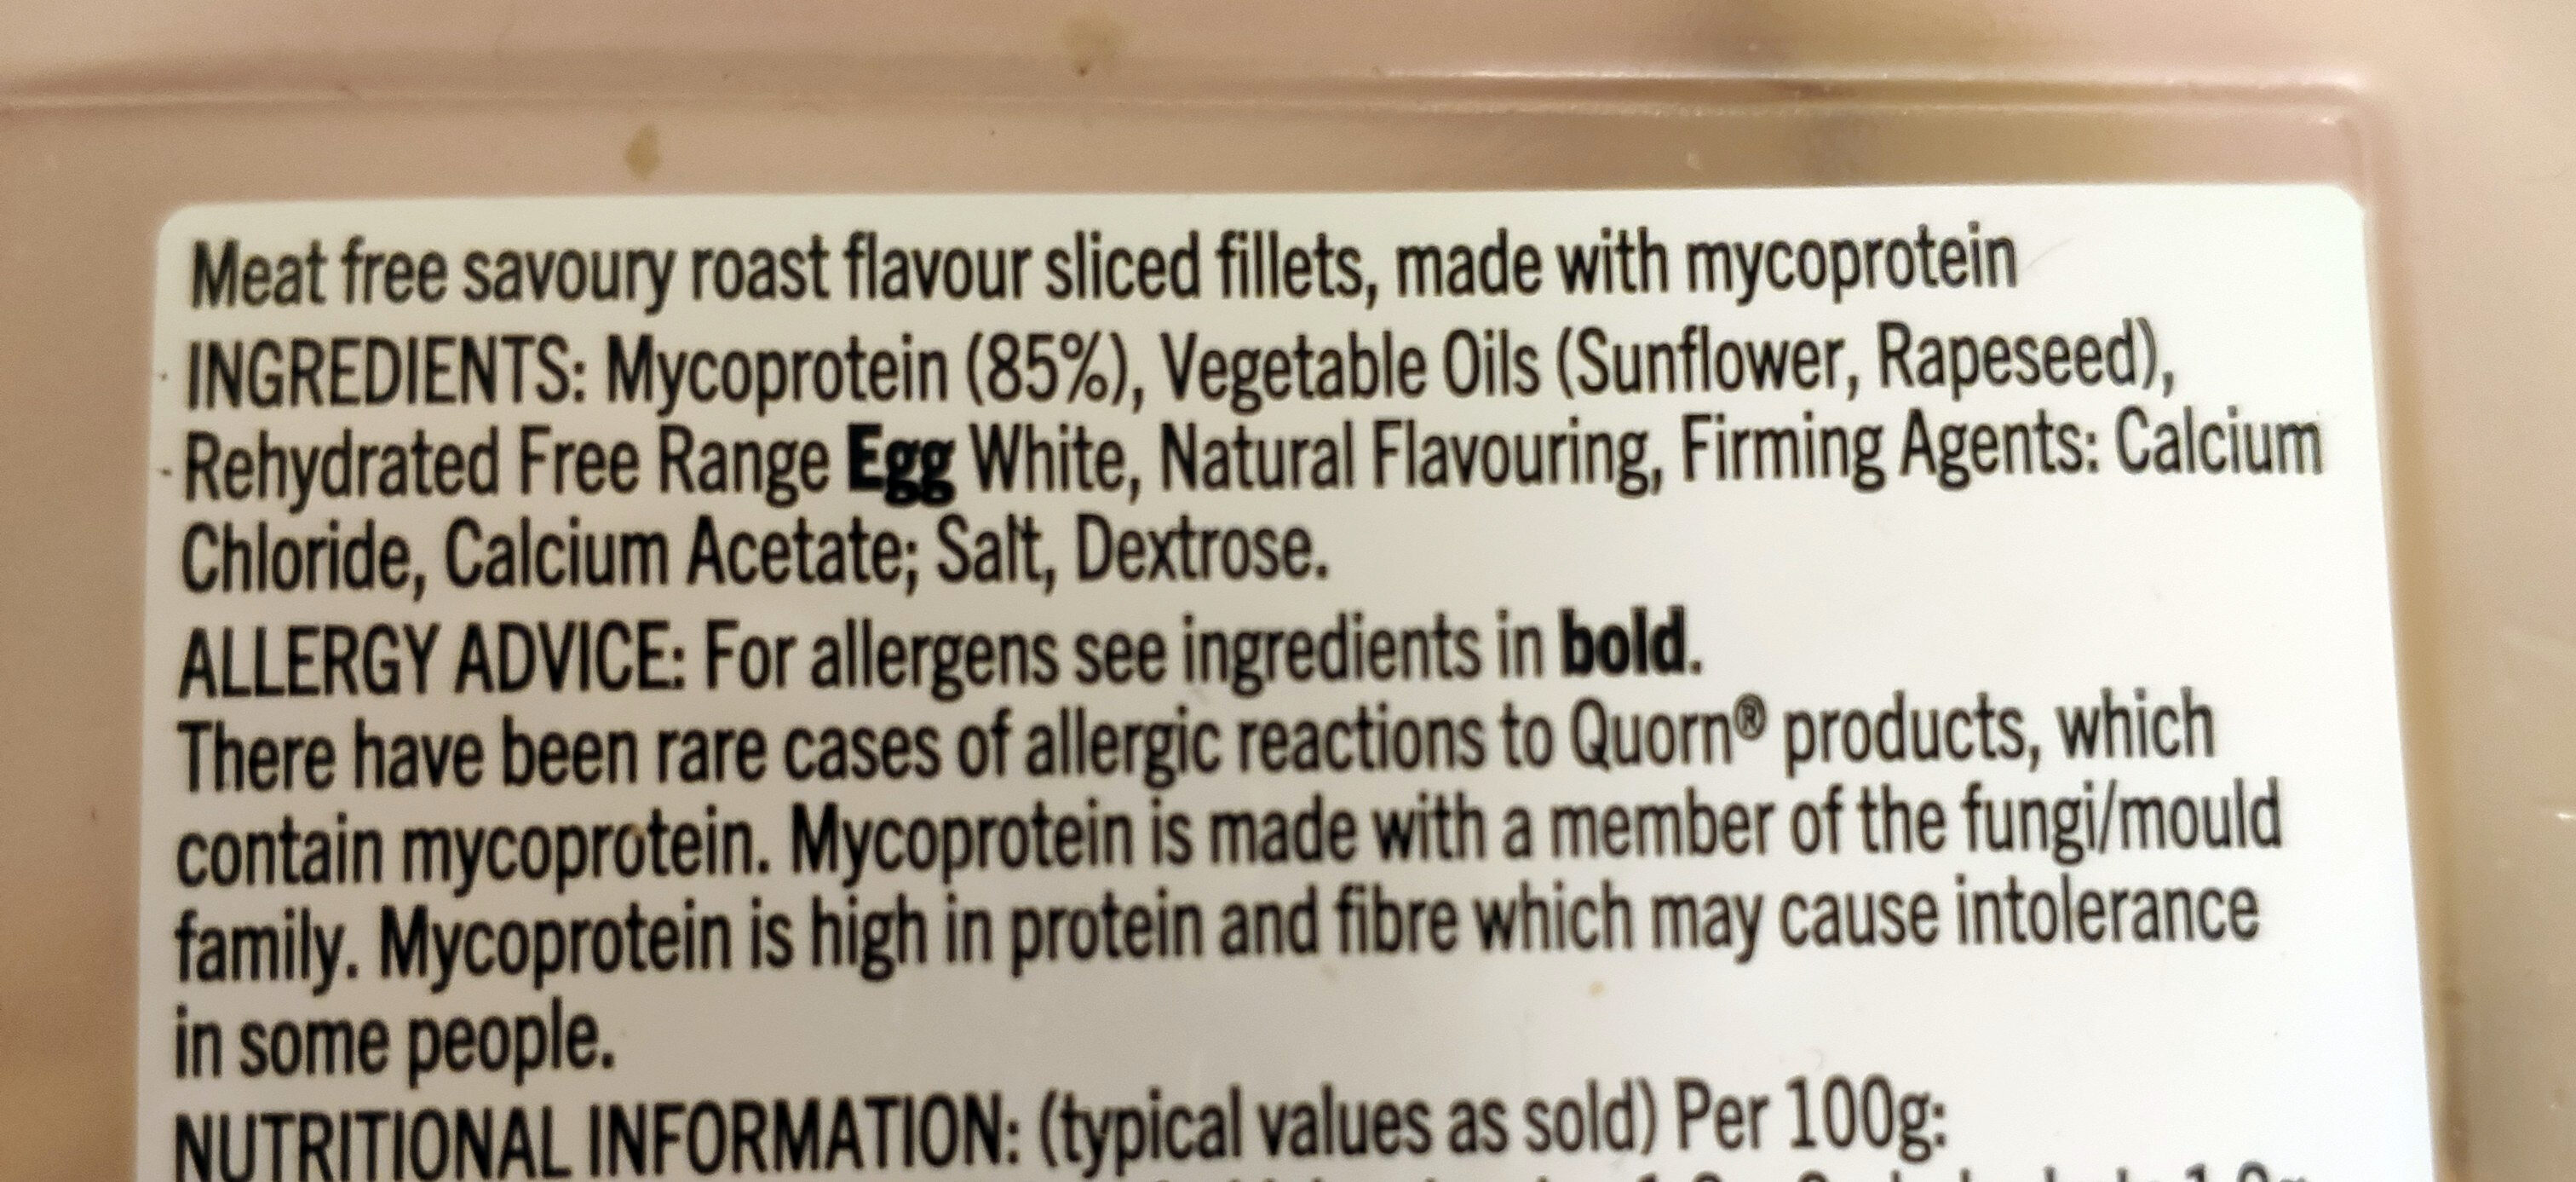 Meat free savoury roast flavour sliced fillets, made with mycoprotein
INGREDIENTS: Mycoprotein (85%), Vegetable Oils (Sunflower, Rapeseed),
Rehydrated Free Range Egg White, Natural Flavouring, Firming Agents: Calcium
Chloride, Calcium Acetate; Salt, Dextrose.
ALLERGY ADVICE: For allergens see ingredients in bold.
There have been rare cases of allergic reactions to Quorn® products, which
contain mycoprotein. Mycoprotein is made with a member of the fungi/mould
family. Mycoprotein is high in protein and fibre which may cause intolerance
in some people.
NUTRITIONAL INFORMATION: (typical values as sold) Per 100g: